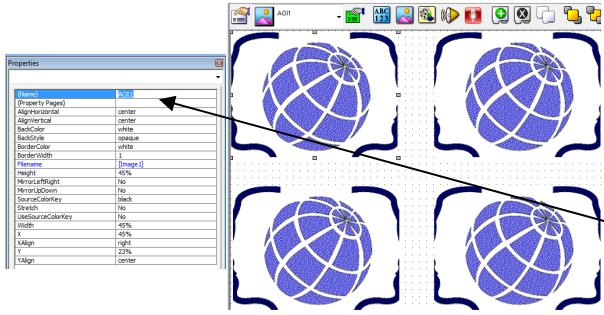 AOI1
ABC
123
Properties
(Name) AOI1
(Property Pages)
AlignHorizontal center
AlignVertical center
BackColor white
BackStyle opaque
BorderColor white
BorderWidth 1
Filename [Image1]
Height 45%
MirrorLeftRight No
MirrorUpDown No
SourceColorKey black
Stretch No
UseSourceColorKey No
Width 45%
X 45%
XAlign right
Y 23%
YAlign center